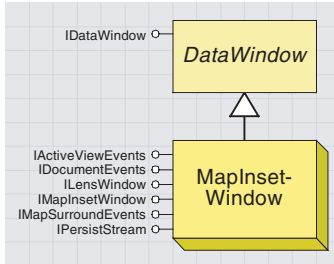 IDataWindow
DataWindow
IActiveViewEvents
IDocumentEvents
ILensWindow
IMapInsetWindow
IMapSurroundEvents
IPersistStream
MapInset-
Window